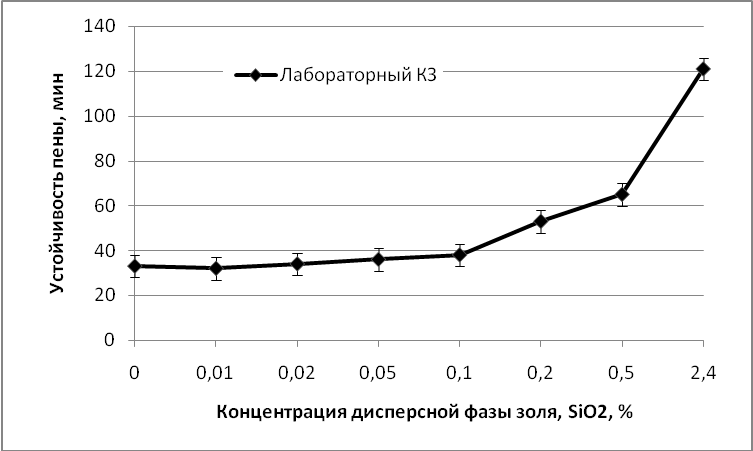 140
120
100
80
60
40
20
0
Устойчивость пены, мин
Лабораторный КЗ
0 0,01 0,02 0,05 0,1 0,2 0,5 2,4
Концентрация дисперсной фазы золя, SiO2, %